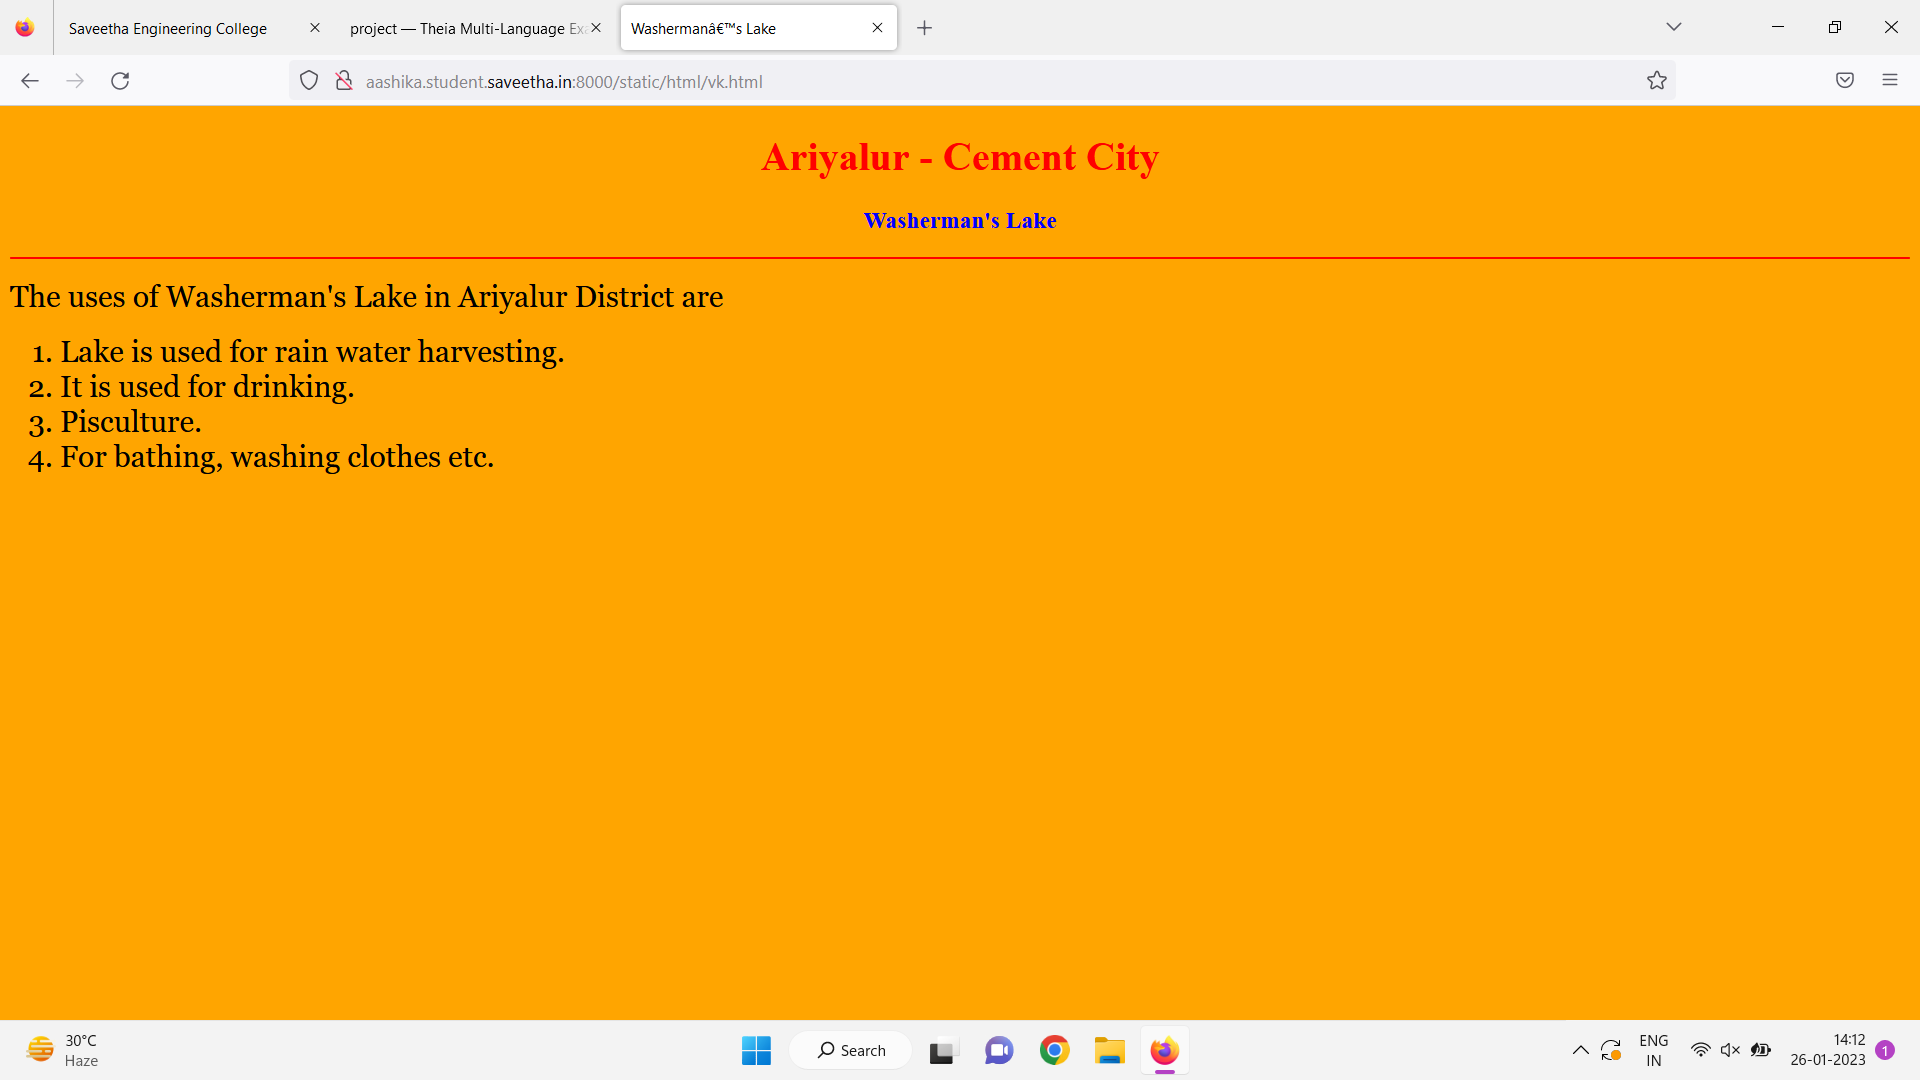 Saveetha Engineering College
project — Theia Multi-Language Exa
Washermanâ€™s Lake
aashika.student.saveetha.in:8000/static/html/vk.html
Ariyalur - Cement City
Washerman's Lake
The uses of Washerman's Lake in Ariyalur District are
1. Lake is used for rain water harvesting.
2. It is used for drinking.
3. Pisculture.
4. For bathing, washing clothes etc.
30°C
Haze
Search
ENG
IN
14:12
26-01-2023
1